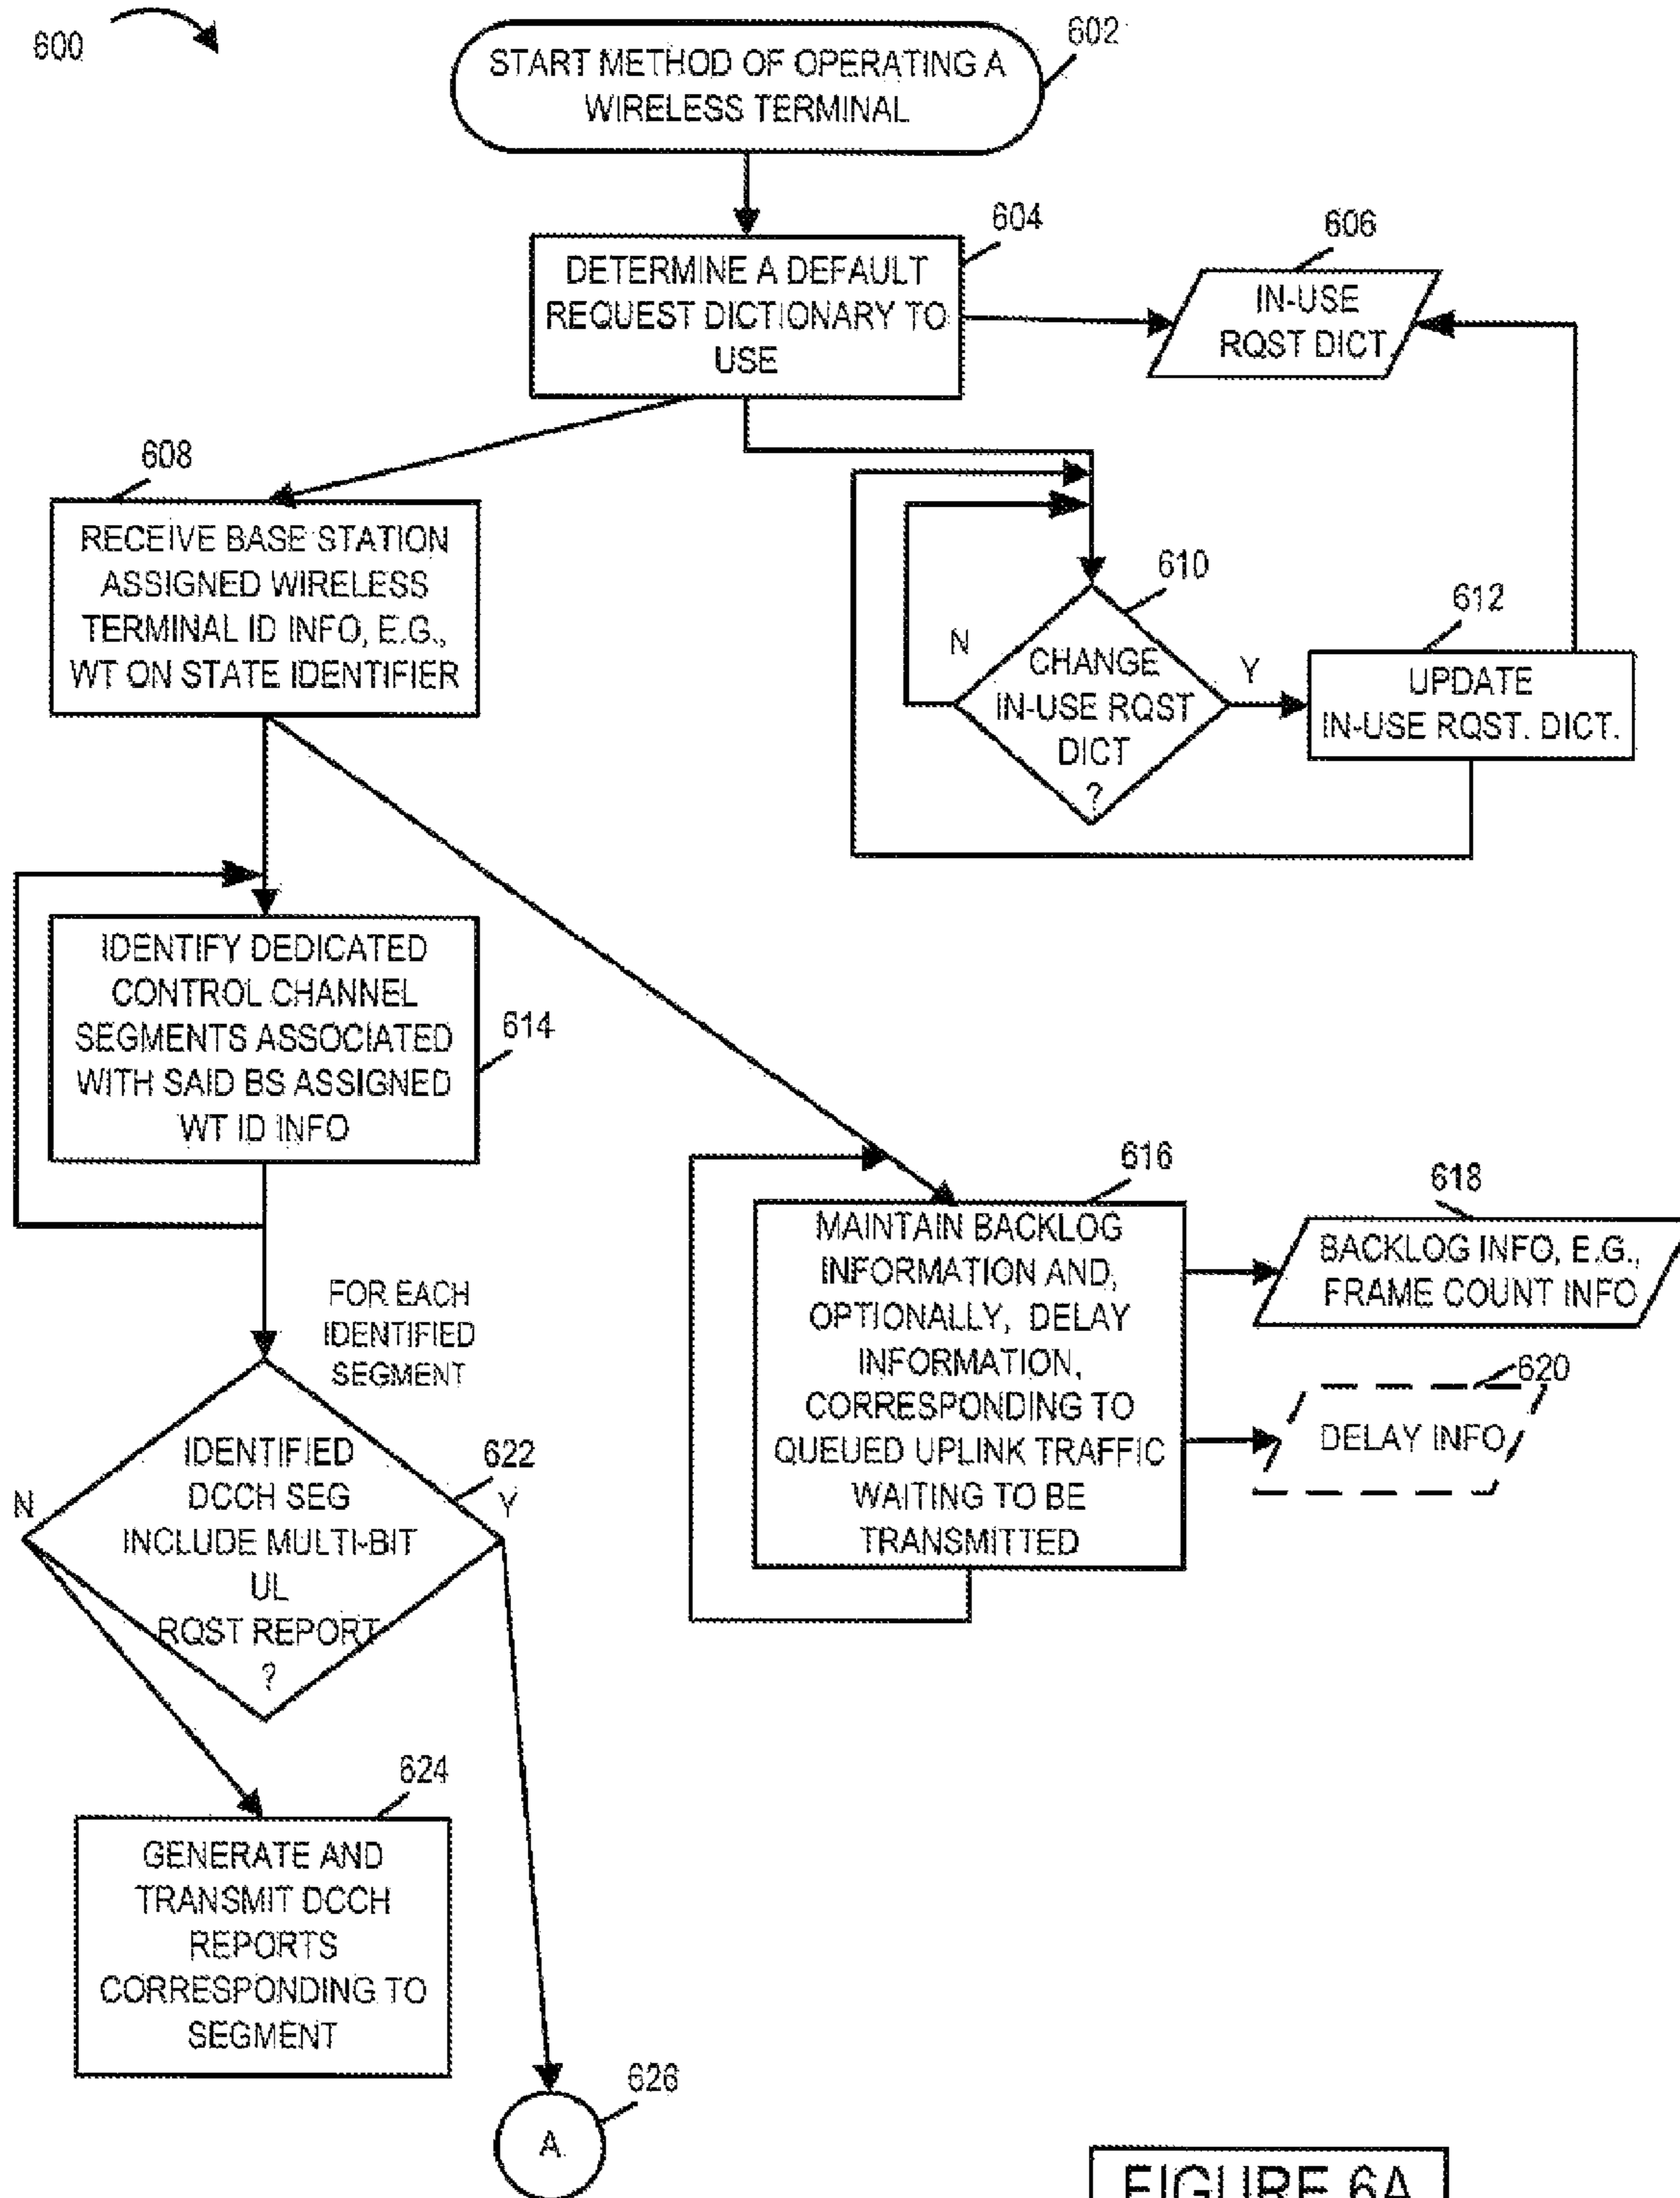 600
602
START METHOD OF OPERATING A
WIRELESS TERMINAL
604
DETERMINE A DEFAULT
REQUEST DICTIONARY TO
USE
606
IN-USE
RQST DICT.
608
RECEIVE BASE STATION
ASSIGNED WIRELESS
TERMINAL ID INFO, E.G.,
WT ON STATE IDENTIFIER
610
N
CHANGE
IN-USE RQST
DICT
?
Y
612
UPDATE
IN-USE RQST. DICT.
IDENTIFY DEDICATED
CONTROL CHANNEL
SEGMENTS ASSOCIATED
WITH SAID BS ASSIGNED
WT ID INFO
614
616
MAINTAIN BACKLOG
INFORMATION AND,
OPTIONALLY, DELAY
INFORMATION,
CORRESPONDING TO
QUEUED UPLINK TRAFFIC
WAITING TO BE
TRANSMITTED
618
BACKLOG INFO, E.G.,
FRAME COUNT INFO
620
DELAY INFO
FOR EACH
IDENTIFIED
SEGMENT
622
N
IDENTIFIED
DCCH SEG
INCLUDE MULTI-BIT
UL
RQST REPORT
?
Y
624
GENERATE AND
TRANSMIT DCCH
REPORTS
CORRESPONDING TO
SEGMENT
626
A
FIGURE 6A